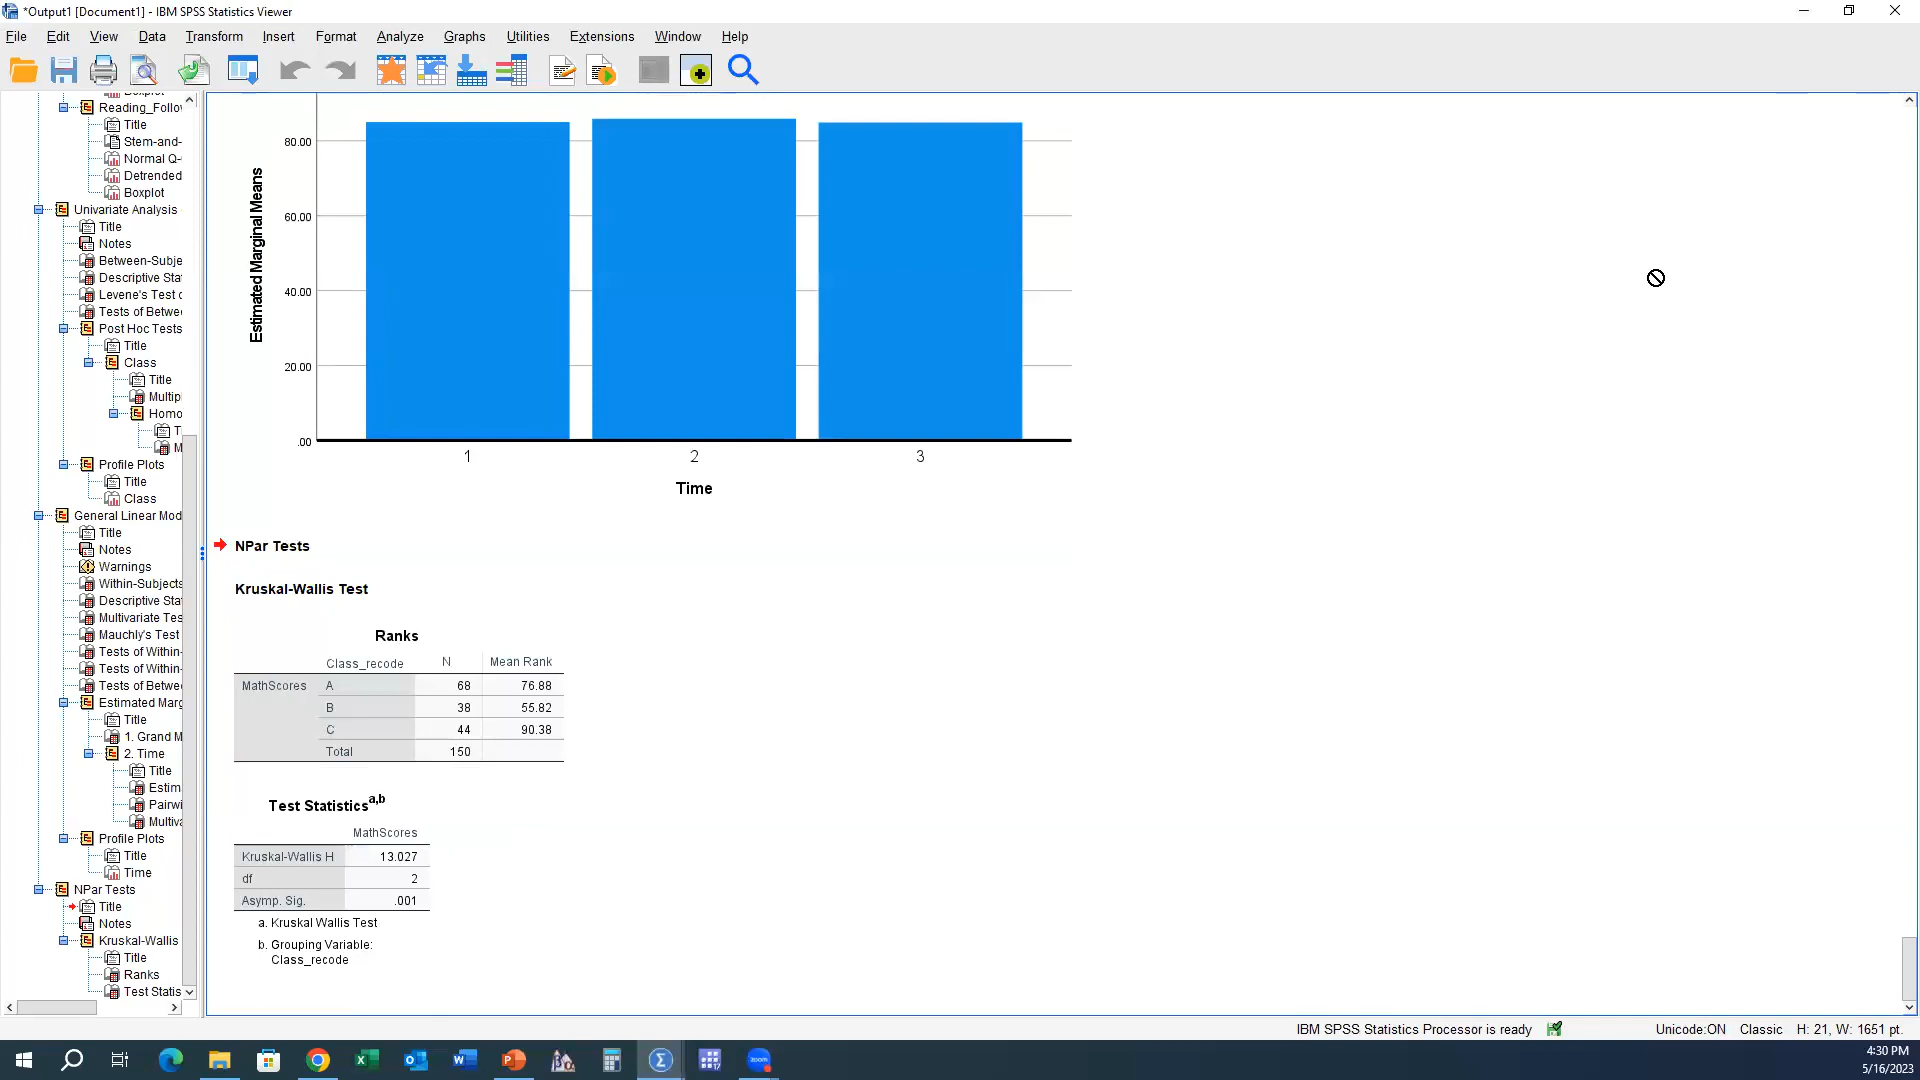 *Output1 [Document1] - IBM SPSS Statistics Viewer
File Edit View Data Transform Insert Format Analyze Graphs Utilities Extensions Window Help
Reading_Follov
Title
Stem-and-
Normal Q-
Detrended
Boxplot
Univariate Analysis
Title
Notes
Between-Subje
Descriptive Sta
Levene's Test o
Tests of Betwee
Post Hoc Tests
Title
Class
Title
Multipl
Homo
T
M
Profile Plots
Title
Class
General Linear Mod
Title
Notes
Warnings
Within-Subjects
Descriptive Sta
Multivariate Tes
Mauchly's Test
Tests of Within-
Tests of Within-
Tests of Betwee
Estimated Marg
Title
1. Grand M
2. Time
Title
Estim
Pairwi
Multiva
Profile Plots
Title
Time
NPar Tests
Title
Notes
Kruskal-Wallis
Title
Ranks
Test Statis
Estimated Marginal Means
80.00
60.00
40.00
20.00
.00
1 2 3
Time
NPar Tests
Kruskal-Wallis Test
Ranks
Class_recode N Mean Rank
MathScores A 68 76.88
B 38 55.82
C 44 90.38
Total 150
Test Statisticsa,b
MathScores
Kruskal-Wallis H 13.027
df 2
Asymp. Sig. .001
a. Kruskal Wallis Test
b. Grouping Variable:
Class_recode
IBM SPSS Statistics Processor is ready Unicode:ON Classic H: 21, W: 1651 pt.
4:30 PM
5/16/2023